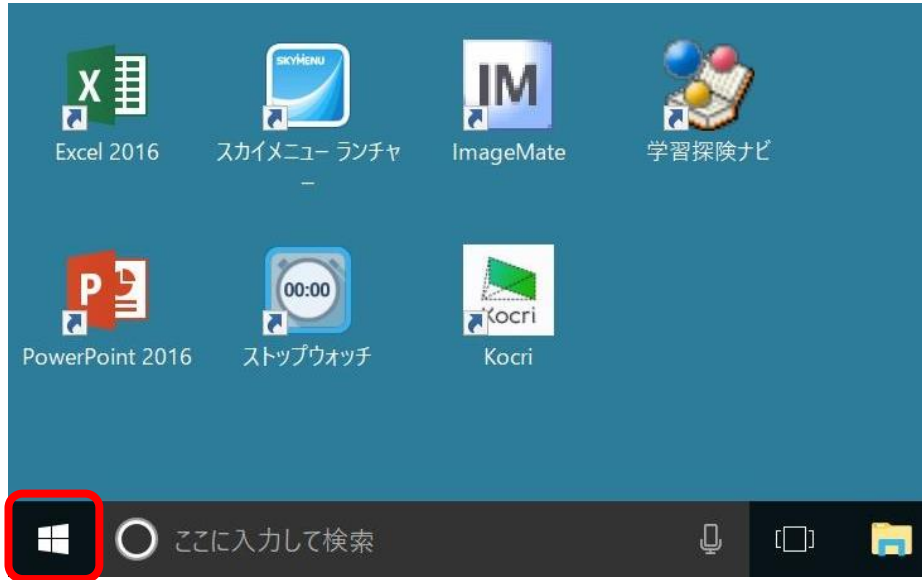 X
SKYMENU
IM
Excel 2016
スカイメニュー ランチャ
ー
ImageMate
学習探険ナビ
P
00:00
Kocri
PowerPoint 2016
ストップウォッチ
Kocri
ここに入力して検索